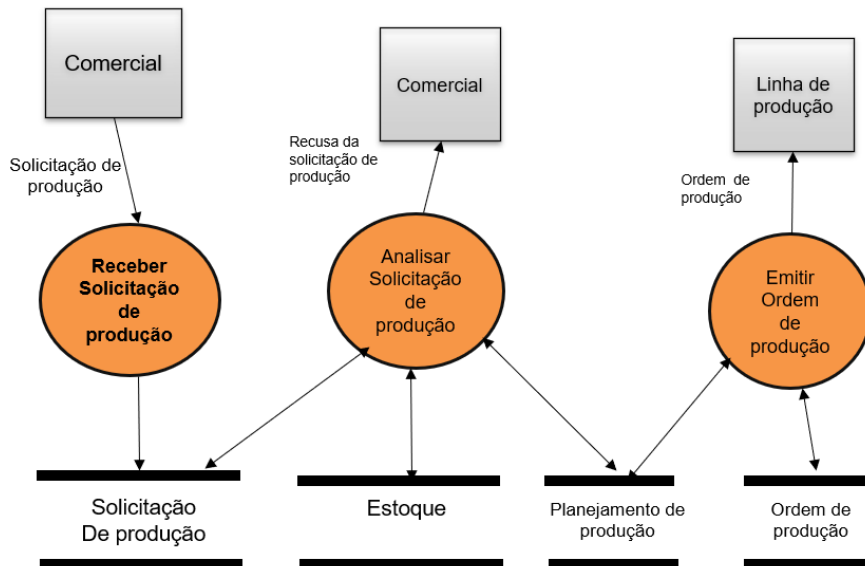 Comercial
Solicitação de
produção
Receber
Solicitação
de
produção
Solicitação
De produção
Comercial
Recusa da
solicitação de
produção
Analisar
Solicitação
de
produção
Estoque
Planejamento de
produção
Linha de
produção
Ordem de
produção
Emitir
Ordem
de
produção
Ordem de
produção